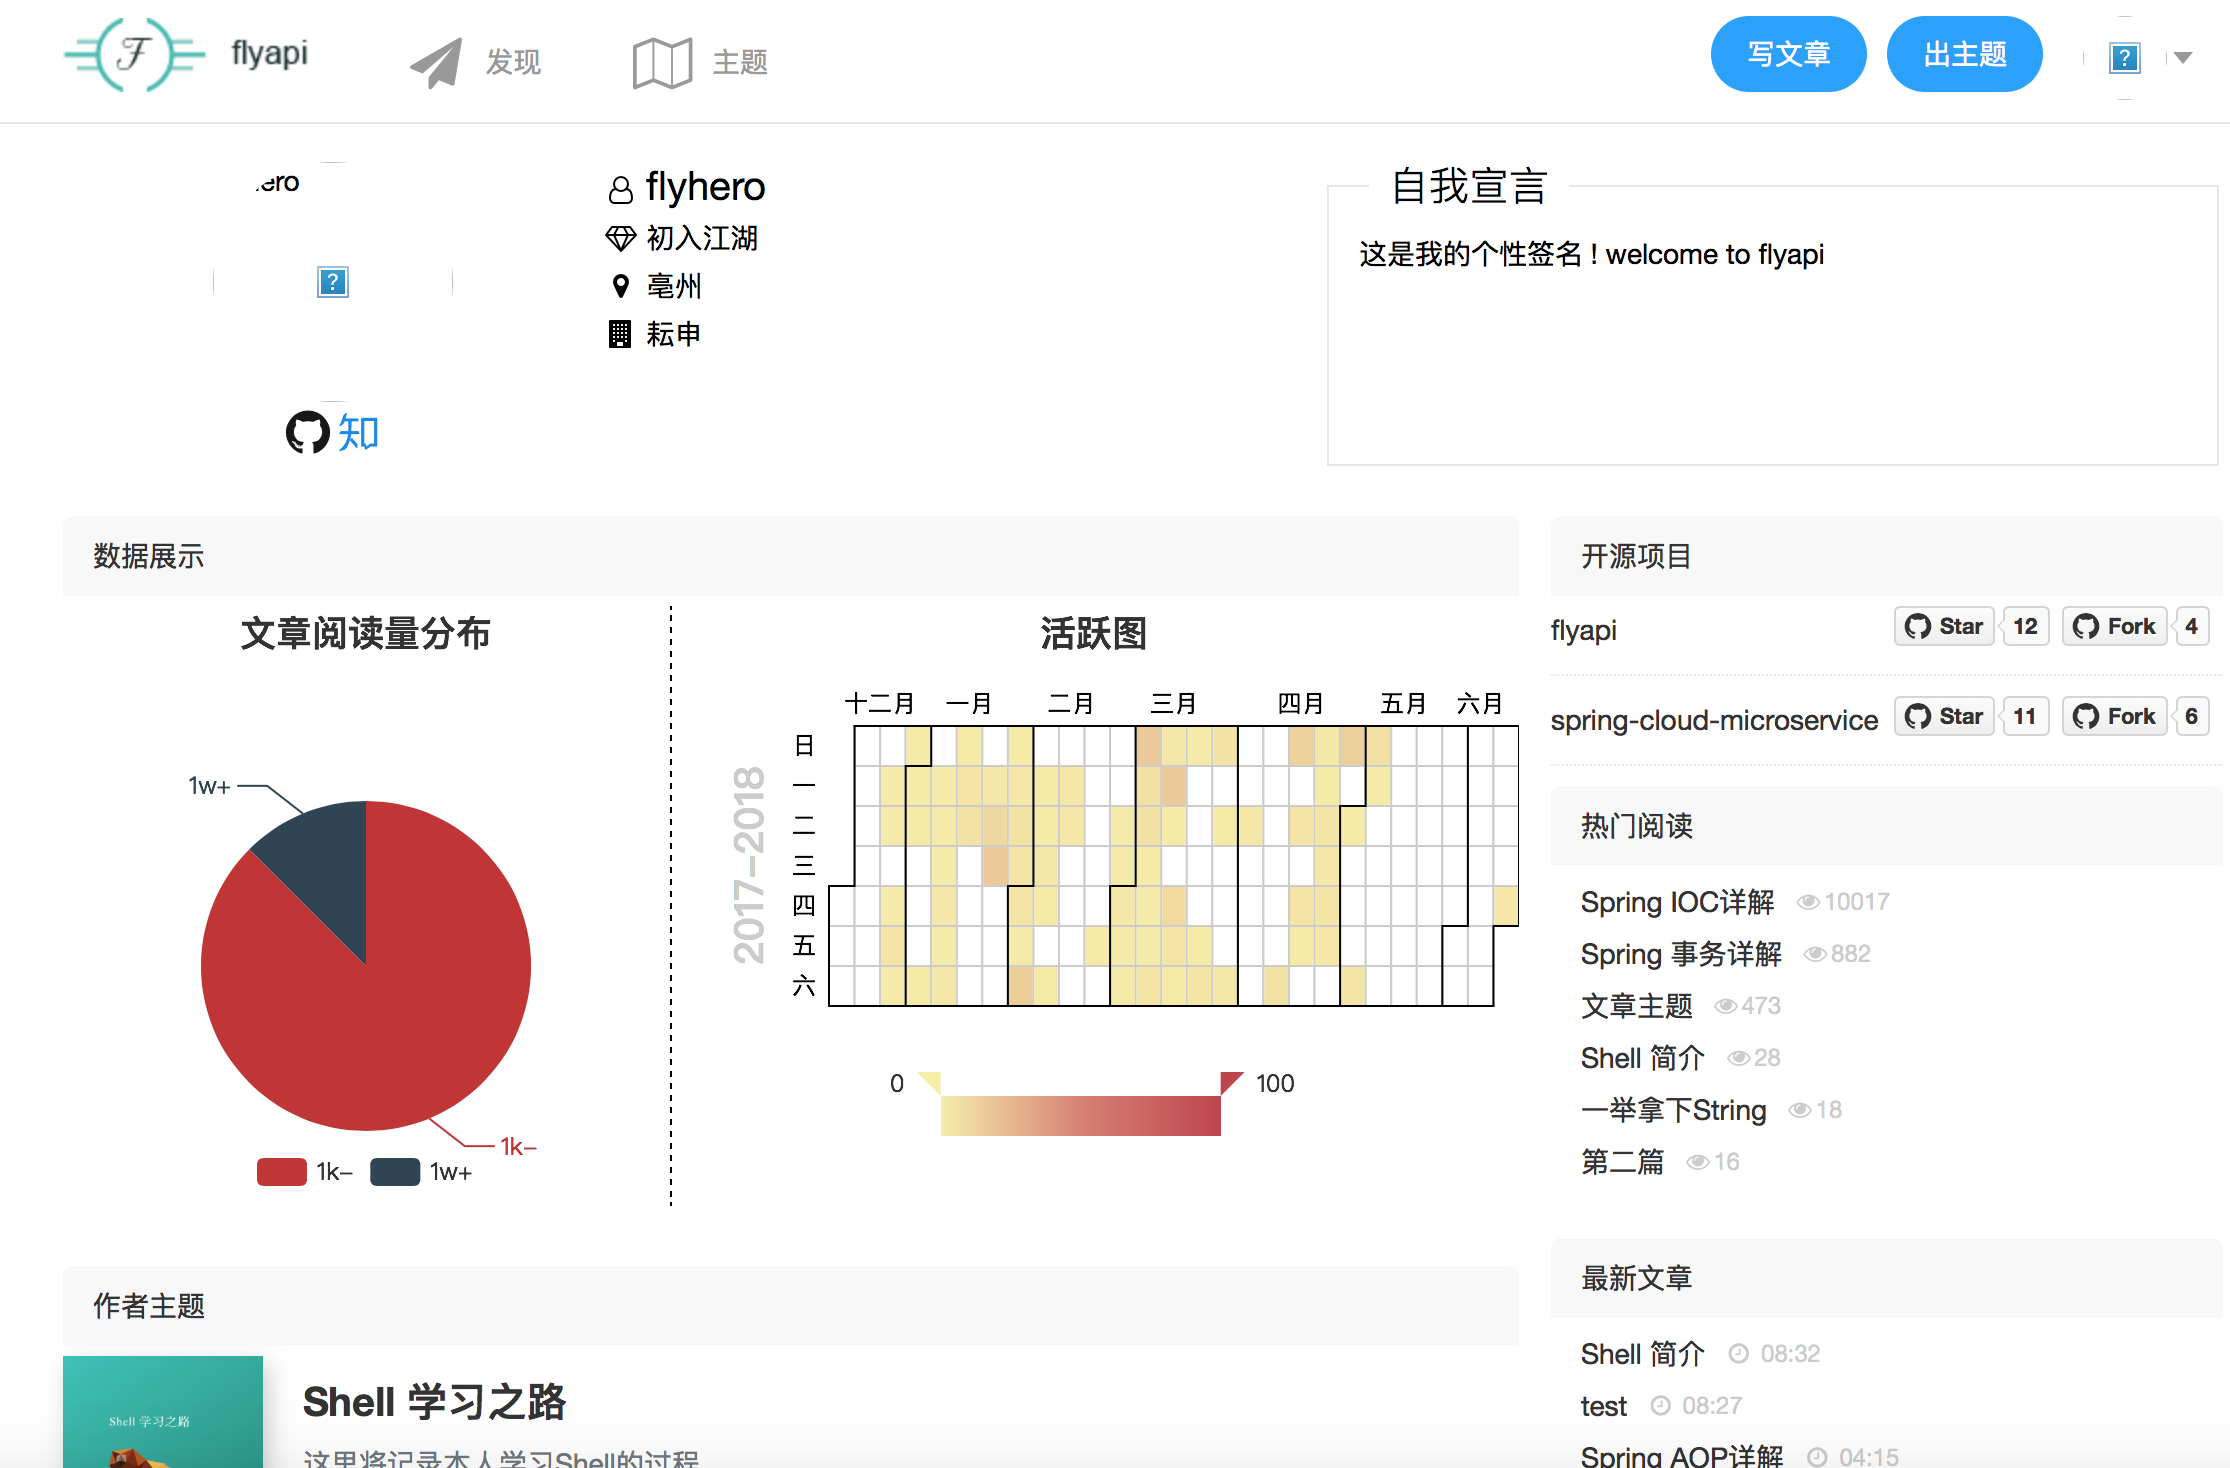 flyapi
发现
主题
写文章
出主题
flyhero
初入江湖
亳州
耘申
自我宣言
这是我的个性签名！welcome to flyapi
知
数据展示
文章阅读量分布
1w+
1k-
1k- 1w+
活跃图
十二月 一月 二月 三月 四月 五月 六月
2017-2018
日
一
二
三
四
五
六
0 100
开源项目
flyapi Star 12 Fork 4
spring-cloud-microservice Star 11 Fork 6
热门阅读
Spring IOC详解 10017
Spring 事务详解 882
文章主题 473
Shell 简介 28
一举拿下String 18
第二篇 16
最新文章
Shell 简介 08:32
test 08:27
Spring AOP详解 04:15
作者主题
Shell 学习之路
Shell 学习之路
这里将记录本人学习Shell的过程